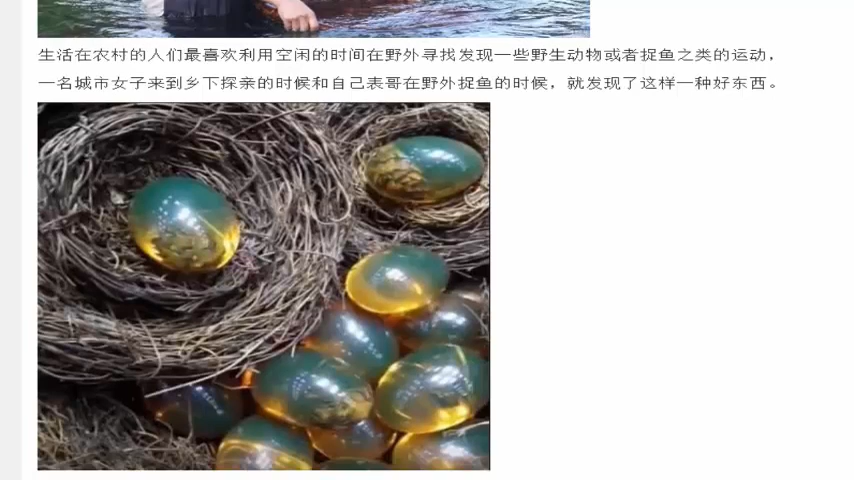 生活在农村的人们最喜欢利用空闲的时间在野外寻找发现一些野生动物或者捉鱼之类的运动，
一名城市女子来到乡下探亲的时候和自己表哥在野外捉鱼的时候，就发现了这样一种好东西。